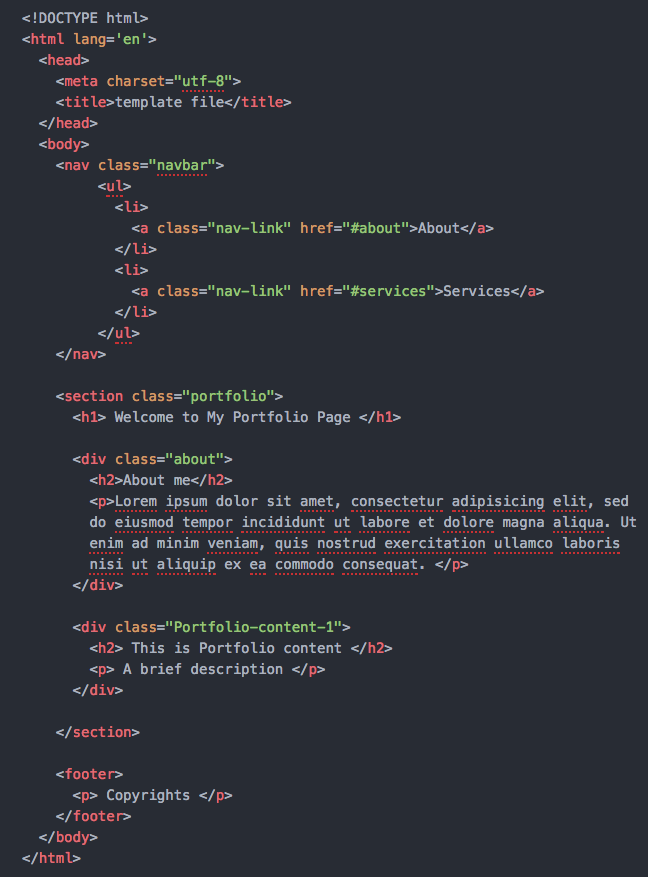 <!DOCTYPE html>
<html lang='en'>
<head>
<meta charset="utf-8">
<title>template file</title>
</head>
<body>
<nav class="navbar">
<ul>
<li>
<a class="nav-link" href="#about">About</a>
</li>
<li>
<a class="nav-link" href="#services">Services</a>
</li>
</ul>
</nav>
<section class="portfolio">
<h1> Welcome to My Portfolio Page </h1>
<div class="about">
<h2>About me</h2>
<p>Lorem ipsum dolor sit amet, consectetur adipisicing elit, sed
do eiusmod tempor incididunt ut labore et dolore magna aliqua. Ut
enim ad minim veniam, quis nostrud exercitation ullamco laboris
nisi ut aliquip ex ea commodo consequat. </p>
</div>
<div class="Portfolio-content-1">
<h2> This is Portfolio content </h2>
<p> A brief description </p>
</div>
</section>
<footer>
<p> Copyrights </p>
</footer>
</body>
</html>